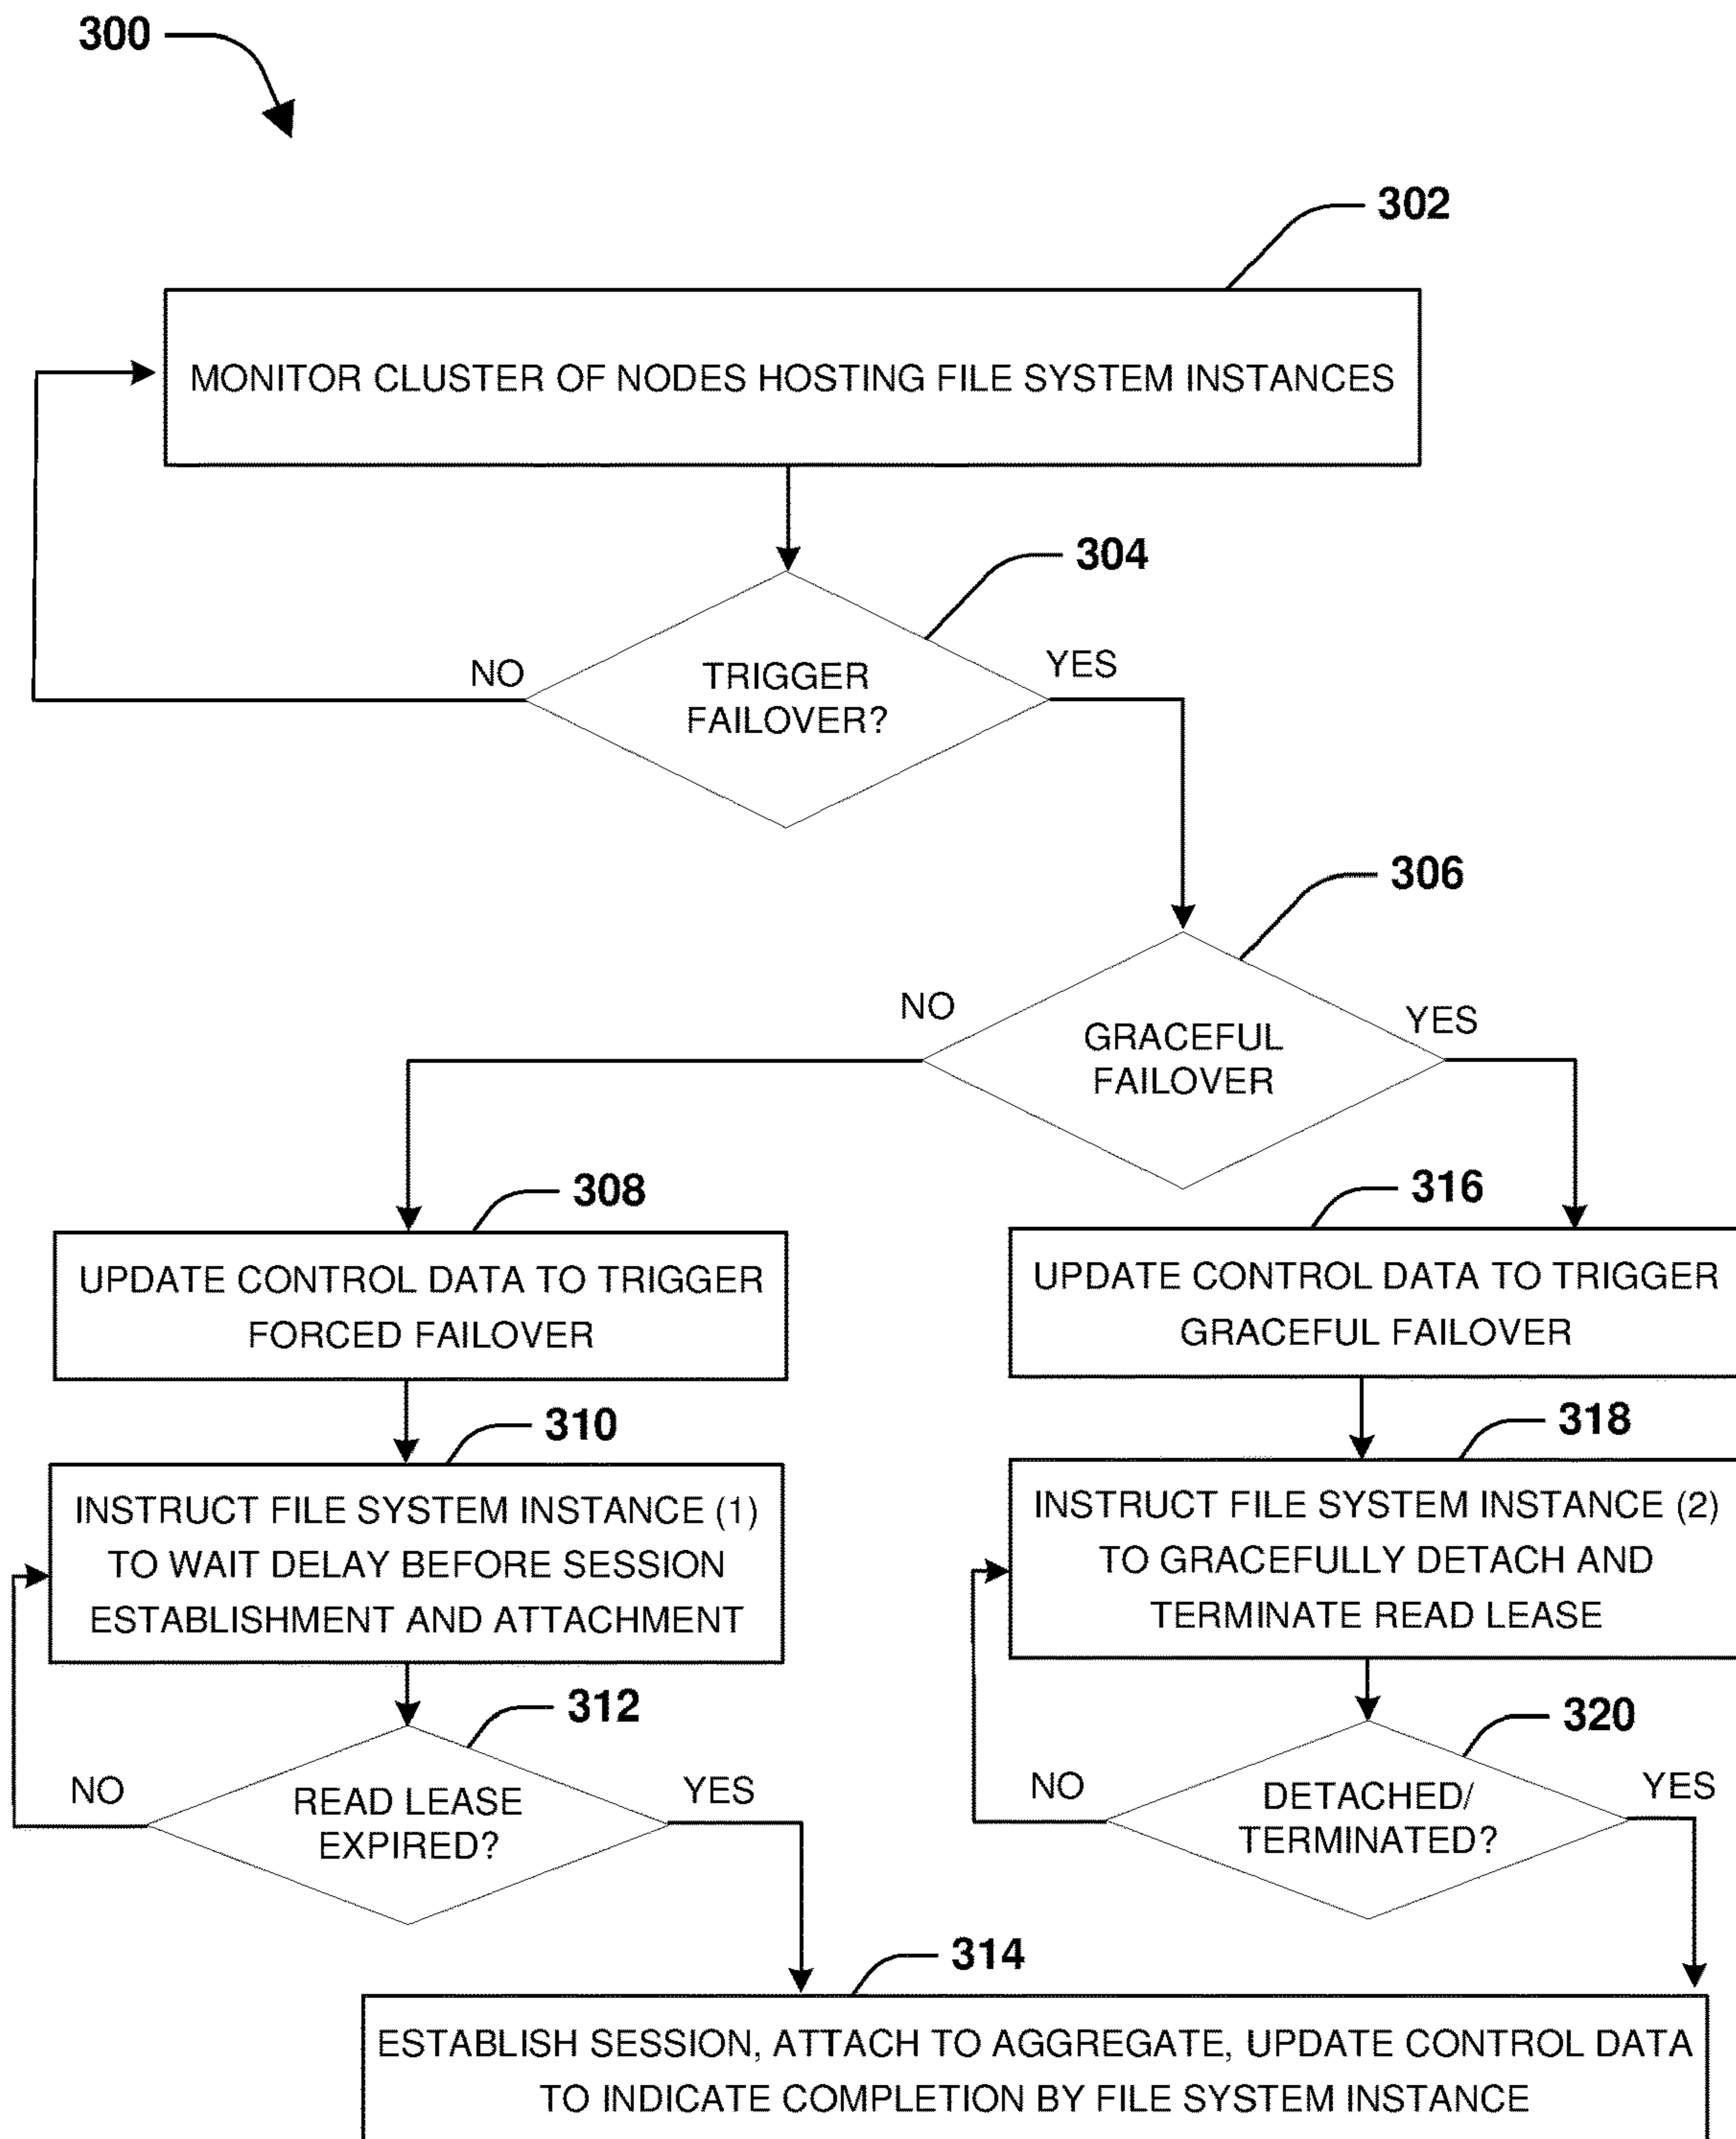 300
302
MONITOR CLUSTER OF NODES HOSTING FILE SYSTEM INSTANCES
304
NO
YES
TRIGGER
FAILOVER?
306
NO
YES
GRACEFUL
FAILOVER
308
UPDATE CONTROL DATA TO TRIGGER
FORCED FAILOVER
316
UPDATE CONTROL DATA TO TRIGGER
GRACEFUL FAILOVER
310
INSTRUCT FILE SYSTEM INSTANCE (1)
TO WAIT DELAY BEFORE SESSION
ESTABLISHMENT AND ATTACHMENT
318
INSTRUCT FILE SYSTEM INSTANCE (2)
TO GRACEFULLY DETACH AND
TERMINATE READ LEASE
312
NO
YES
READ LEASE
EXPIRED?
320
NO
YES
DETACHED/
TERMINATED?
314
ESTABLISH SESSION, ATTACH TO AGGREGATE, UPDATE CONTROL DATA
TO INDICATE COMPLETION BY FILE SYSTEM INSTANCE